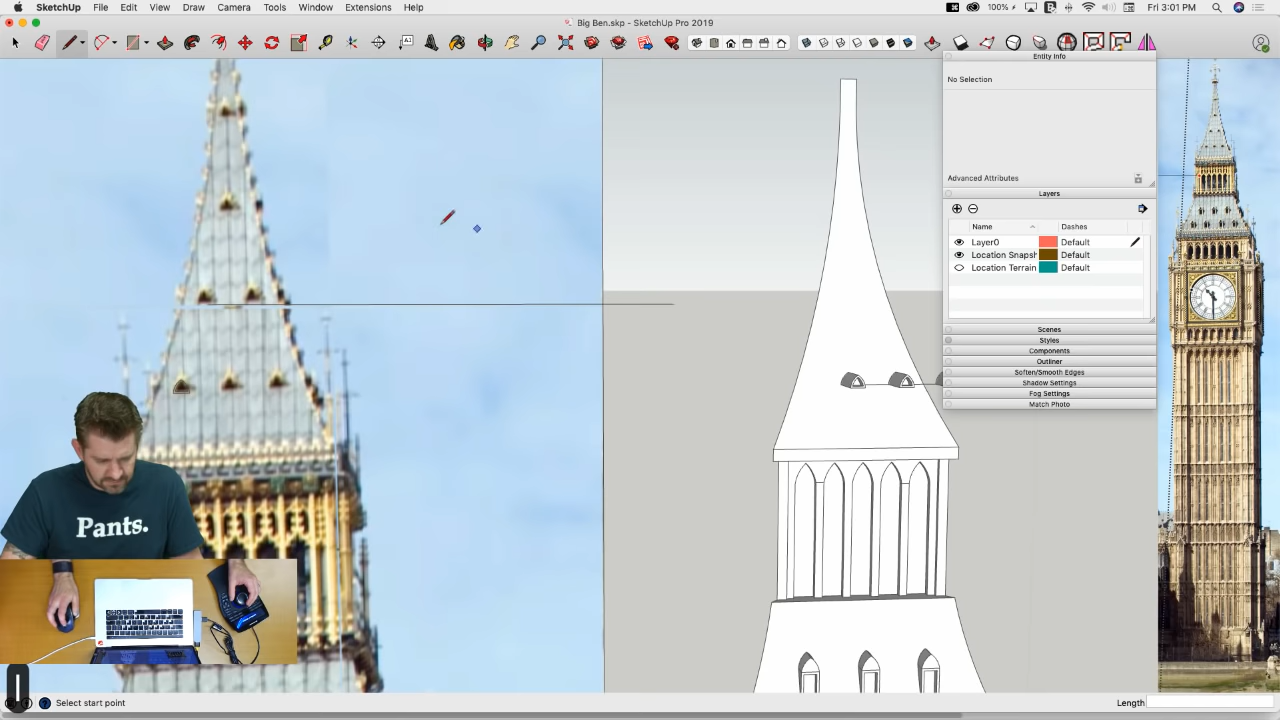 SketchUp File Edit View Draw Camera Tools Window Extensions Help 100% Fri 3:01 PM
Big Ben.skp - SketchUp Pro 2019
Entity Info
No Selection
Advanced Attributes
Layers
Name Dashes
Layer0 Default
Location Snapsh Default
Location Terrain Default
Scenes
Styles
Components
Outliner
Soften/Smooth Edges
Shadow Settings
Fog Settings
Match Photo
Pants.
Select start point Length